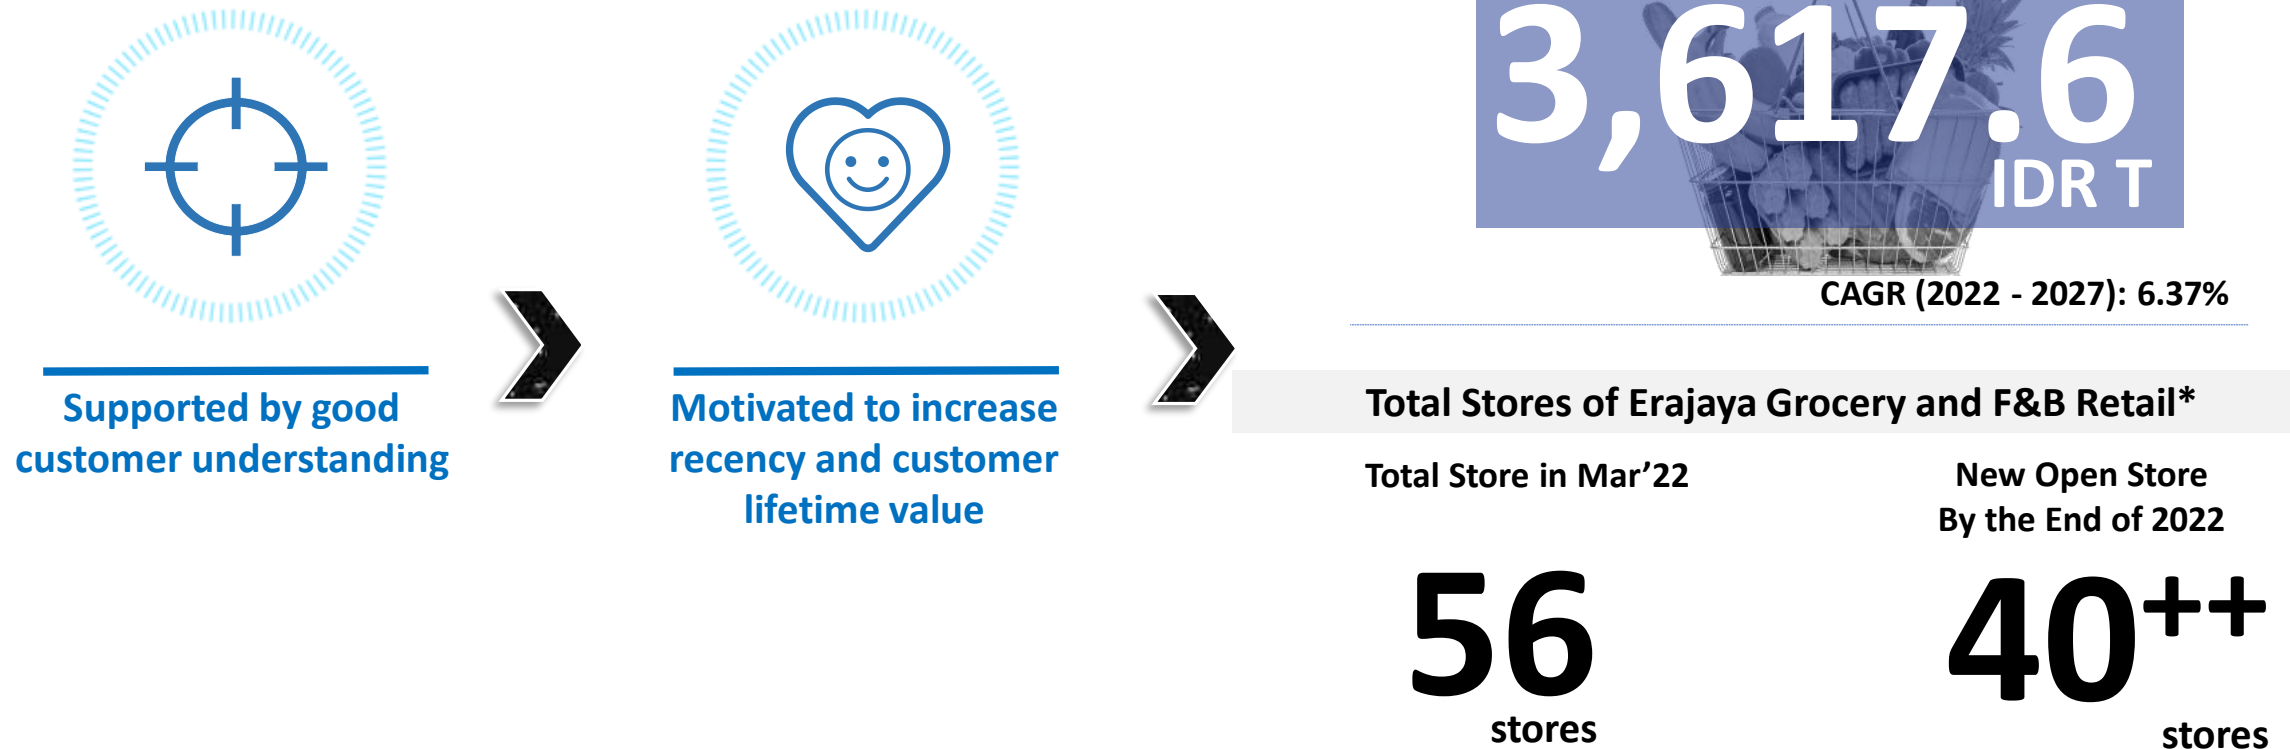 Supported by good
customer understanding
Motivated to increase
recency and customer
lifetime value
3,617.6
IDR T
CAGR (2022 - 2027): 6.37%
Total Stores of Erajaya Grocery and F&B Retail*
Total Store in Mar’22
56
stores
New Open Store
By the End of 2022
40++
stores